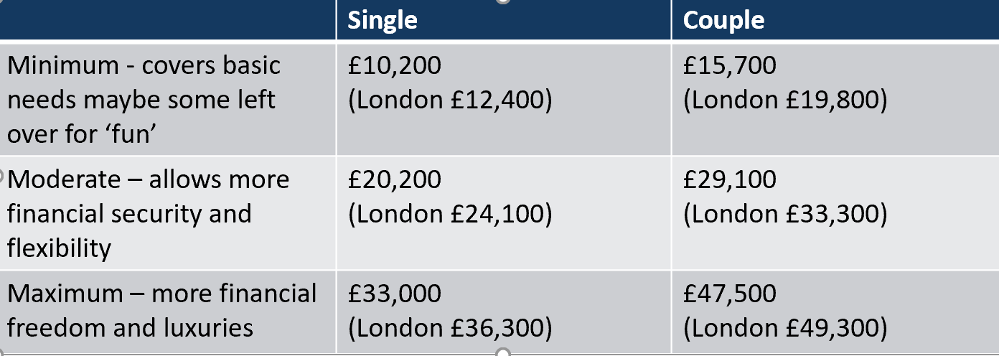 Single Couple
Minimum - covers basic £10,200 £15,700
needs maybe some left (London £12,400) (London £19,800)
over for ‘fun’
Moderate – allows more £20,200 £29,100
financial security and (London £24,100) (London £33,300)
flexibility
Maximum – more financial £33,000 £47,500
freedom and luxuries (London £36,300) (London £49,300)